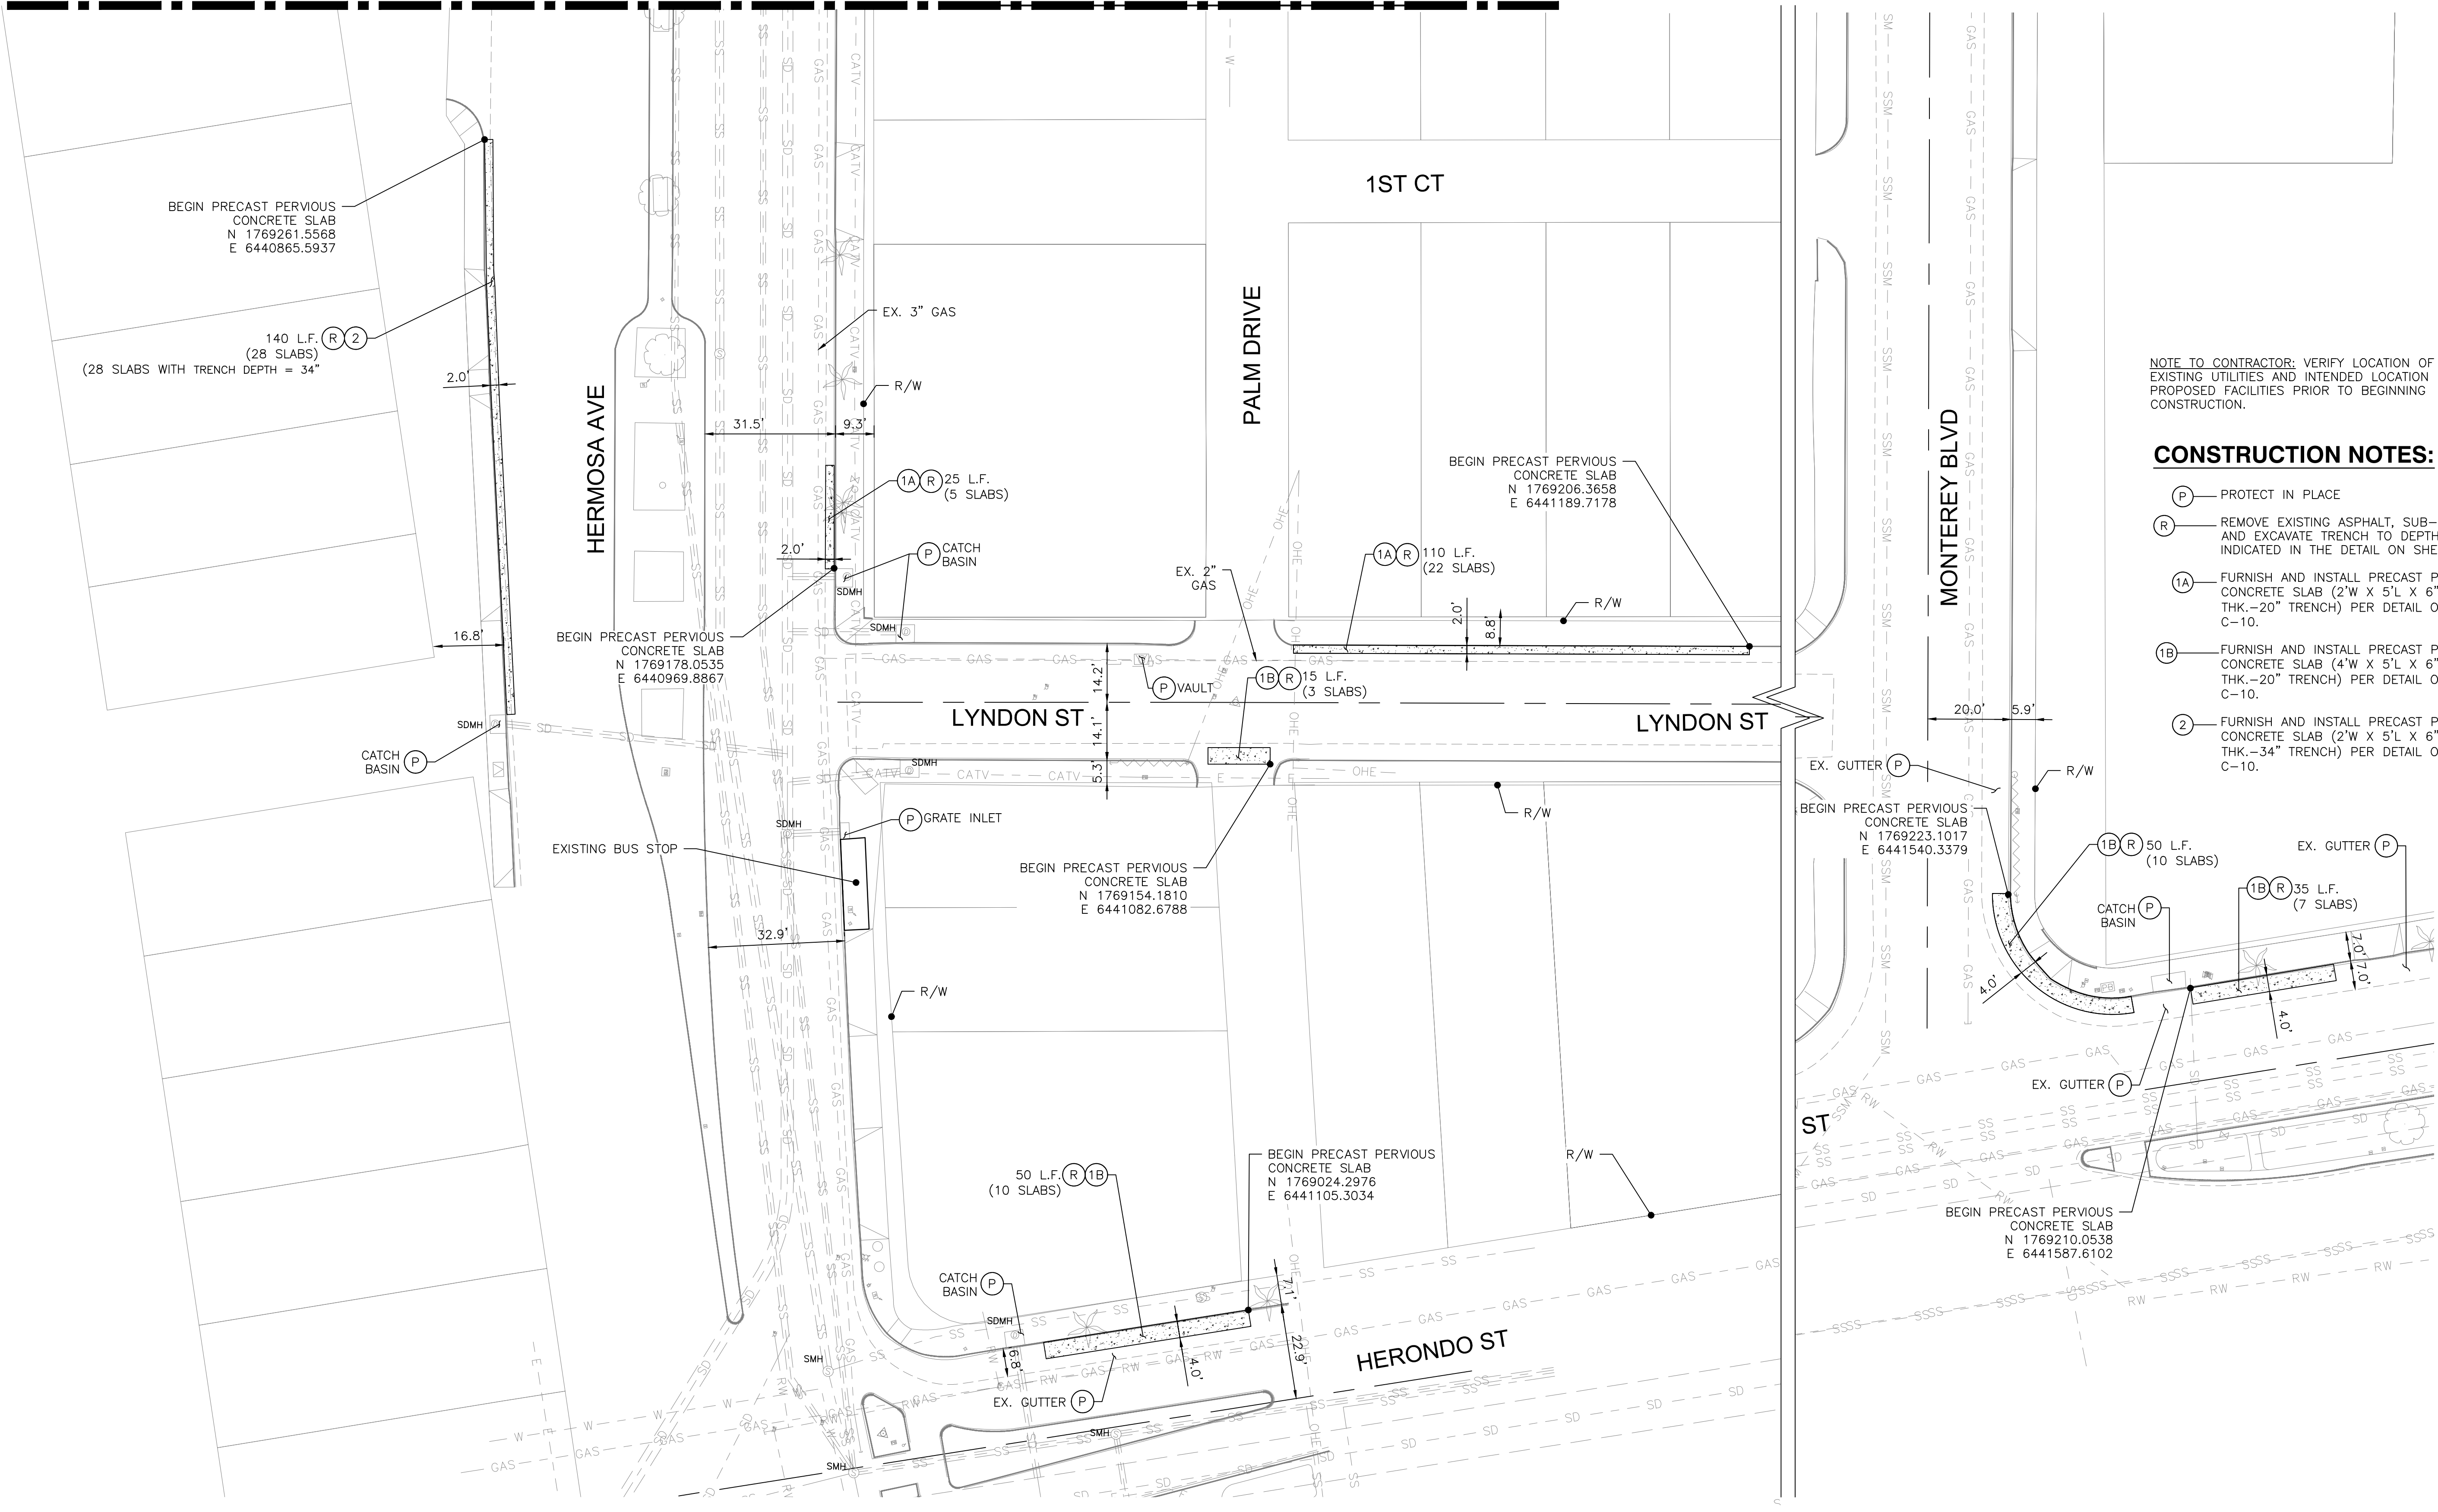 BEGIN PRECAST PERVIOUS
CONCRETE SLAB
N 1769261.5568
E 6440865.5937
140 L.F. R 2
(28 SLABS)
(28 SLABS WITH TRENCH DEPTH = 34"
2.0'
16.8'
SDMH
CATCH
BASIN P
HERMOSA AVE
EX. 3" GAS
R/W
31.5'
9.3'
1A R 25 L.F.
(5 SLABS)
2.0'
P CATCH
BASIN
SDMH
SDMH
BEGIN PRECAST PERVIOUS
CONCRETE SLAB
N 1769178.0535
E 6440969.8867
1ST CT
PALM DRIVE
BEGIN PRECAST PERVIOUS
CONCRETE SLAB
N 1769206.3658
E 6441189.7178
1A R 110 L.F.
(22 SLABS)
EX. 2"
GAS
2.0'
8.8'
R/W
P VAULT
1B R 15 L.F.
(3 SLABS)
14.2'
14.1'
5.3'
LYNDON ST
LYNDON ST
SDMH
SDMH
P GRATE INLET
EXISTING BUS STOP
R/W
BEGIN PRECAST PERVIOUS
CONCRETE SLAB
N 1769154.1810
E 6441082.6788
32.9'
R/W
BEGIN PRECAST PERVIOUS
CONCRETE SLAB
N 1769024.2976
E 6441105.3034
R/W
50 L.F. R 1B
(10 SLABS)
CATCH P
BASIN
SDMH
SMH
6.8'
4.0'
7.1'
22.9'
EX. GUTTER P
HERONDO ST
SMH
SMH
MONTEREY BLVD
20.0'
5.9'
EX. GUTTER P
R/W
BEGIN PRECAST PERVIOUS
CONCRETE SLAB
N 1769223.1017
E 6441540.3379
1B R 50 L.F.
(10 SLABS)
EX. GUTTER P
1B R 35 L.F.
(7 SLABS)
CATCH P
BASIN
4.0'
7.0'
7.0'
4.0'
EX. GUTTER P
ST
BEGIN PRECAST PERVIOUS
CONCRETE SLAB
N 1769210.0538
E 6441587.6102
NOTE TO CONTRACTOR: VERIFY LOCATION OF
EXISTING UTILITIES AND INTENDED LOCATION
PROPOSED FACILITIES PRIOR TO BEGINNING
CONSTRUCTION.
CONSTRUCTION NOTES:
P PROTECT IN PLACE
R REMOVE EXISTING ASPHALT, SUB-
AND EXCAVATE TRENCH TO DEPTH
INDICATED IN THE DETAIL ON SHE
1A FURNISH AND INSTALL PRECAST P
CONCRETE SLAB (2'W X 5'L X 6"
THK.-20" TRENCH) PER DETAIL O
C-10.
1B FURNISH AND INSTALL PRECAST P
CONCRETE SLAB (4'W X 5'L X 6"
THK.-20" TRENCH) PER DETAIL O
C-10.
2 FURNISH AND INSTALL PRECAST P
CONCRETE SLAB (2'W X 5'L X 6"
THK.-34" TRENCH) PER DETAIL O
C-10.